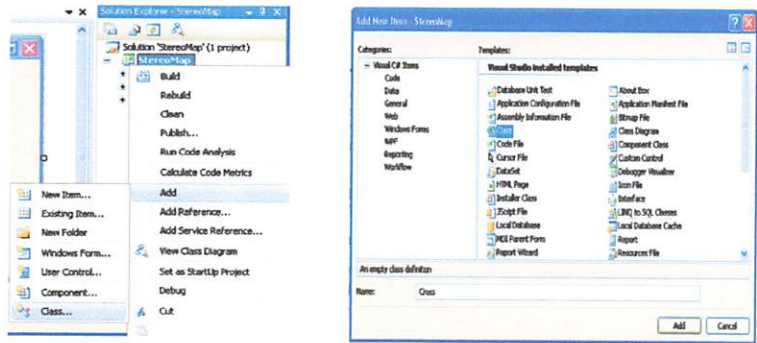 Solution Explorer - StereoMap
Solution 'StereoMap' (1 project)
StereoMap
Build
Rebuild
Clean
Publish...
Run Code Analysis
Calculate Code Metrics
Add
Add Reference...
Add Service Reference...
View Class Diagram
Set as StartUp Project
Debug
Cut
New Item...
Existing Item...
New Folder
Windows Form...
User Control...
Component...
Class...
Add New Item - StereoMap
Categories:
Visual C# Items
Code
Data
General
Web
Windows Forms
WPF
Reporting
Workflow
Templates:
Visual Studio installed templates
Database Unit Test
Application Configuration File
Assembly Information File
Class
Code File
Cursor File
DataSet
HTML Page
Installer Class
JScript File
Local Database
MDI Parent Form
Report Wizard
About Box
Application Manifest File
Bitmap File
Class Diagram
Component Class
Custom Control
Debugger Visualizer
Icon File
Interface
LINQ to SQL Classes
Local Database Cache
Report
Resources File
An empty class definition
Name:
Cross
Add
Cancel